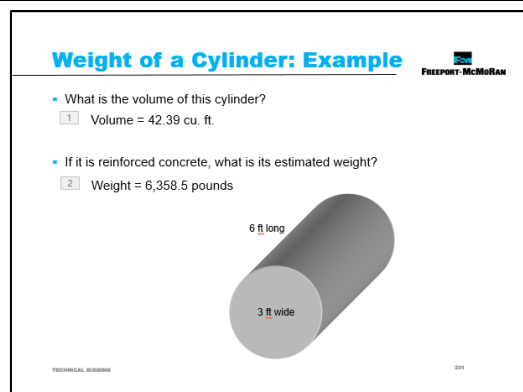 Weight of a Cylinder: Example
FCX
FREEPORT-McMoRAN
What is the volume of this cylinder?
1 Volume = 42.39 cu. ft.
If it is reinforced concrete, what is its estimated weight?
2 Weight = 6,358.5 pounds
6 ft long
3 ft wide
TECHNICAL RIGGING
231